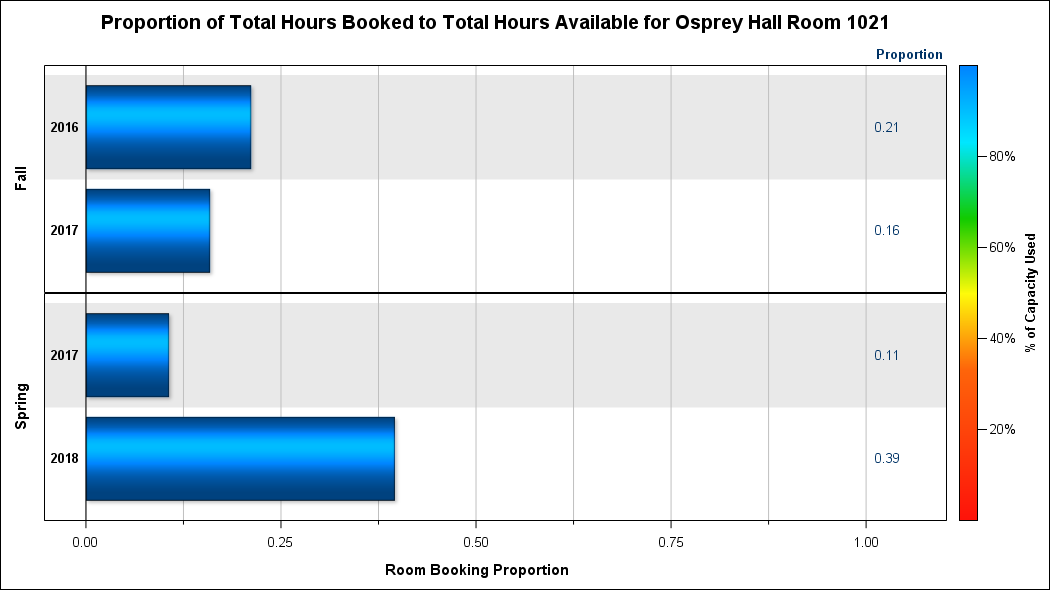 Proportion of Total Hours Booked to Total Hours Available for Osprey Hall Room 1021
Proportion
Fall
2016
0.21
2017
0.16
Spring
2017
0.11
2018
0.39
0.00
0.25
0.50
0.75
1.00
Room Booking Proportion
80%
60%
40%
20%
% of Capacity Used